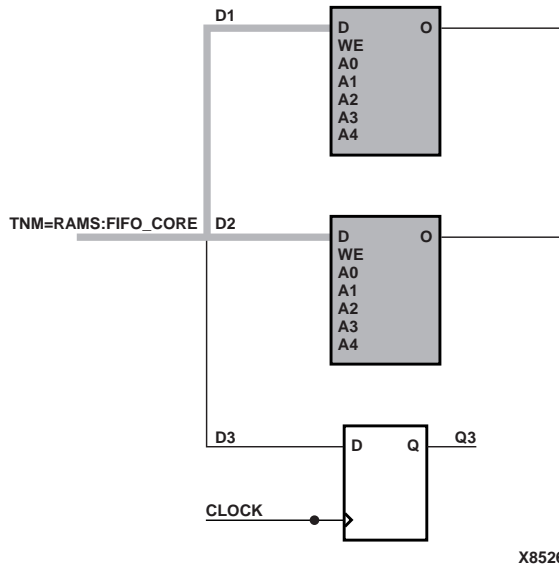 D1
D O
WE
A0
A1
A2
A3
A4
TNM=RAMS:FIFO_CORE D2
D O
WE
A0
A1
A2
A3
A4
D3
D Q Q3
CLOCK
X8526